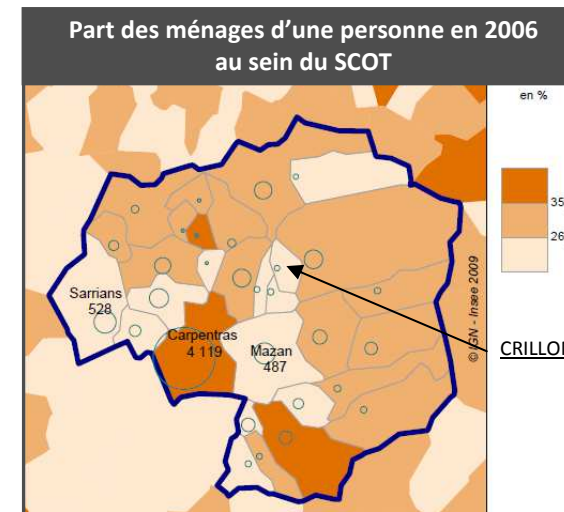 Part des ménages d’une personne en 2006
au sein du SCOT
en %
35
26
Sarrians
528
Carpentras
4 119
Mazan
487
© IGN - Insee 2009